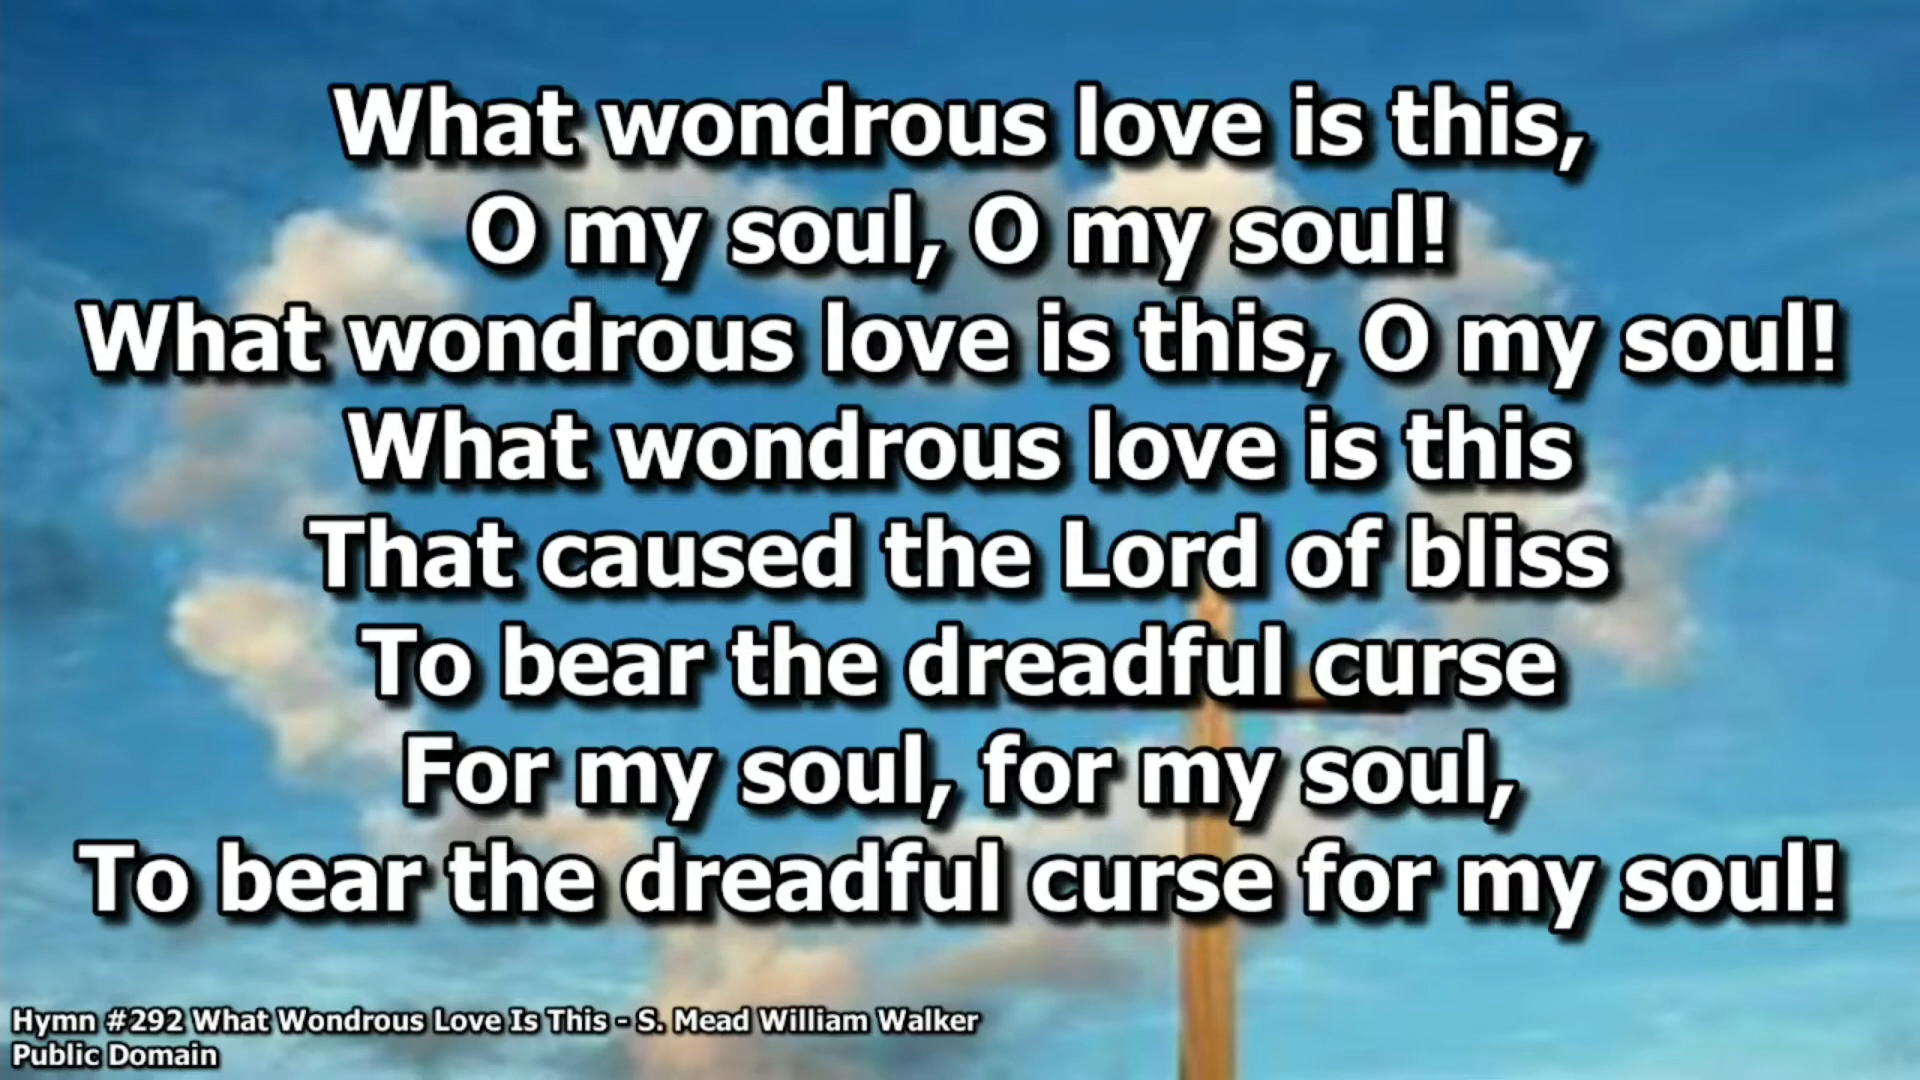 What wondrous love is this,
O my soul, O my soul!
What wondrous love is this, O my soul!
What wondrous love is this
That caused the Lord of bliss
To bear the dreadful curse
For my soul, for my soul,
To bear the dreadful curse for my soul!
Hymn #292 What Wondrous Love Is This - S. Mead William Walker
Public Domain